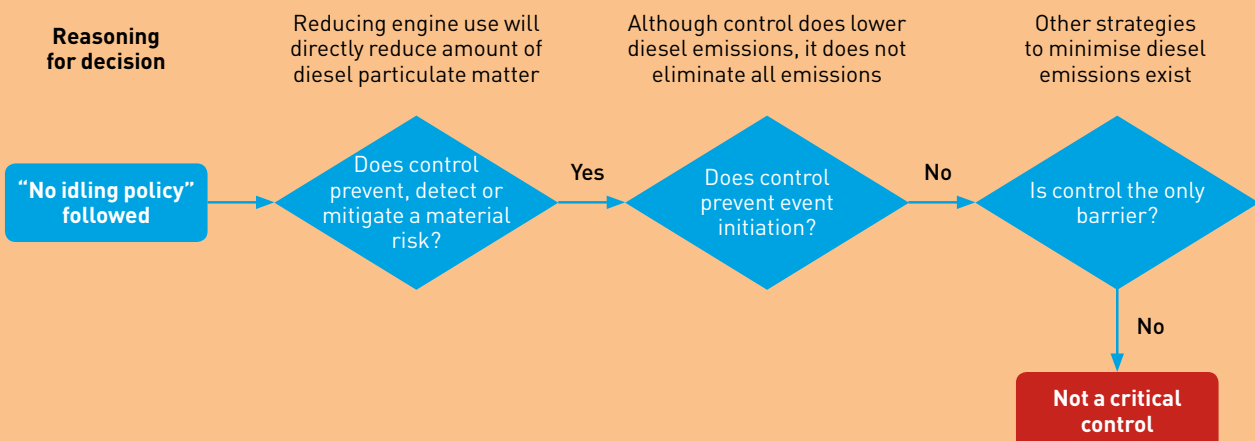 Reasoning
for decision
Reducing engine use will
directly reduce amount of
diesel particulate matter
Although control does lower
diesel emissions, it does not
eliminate all emissions
Other strategies
to minimise diesel
emissions exist
“No idling policy”
followed
Does control
prevent, detect or
mitigate a material
risk?
Yes
Does control
prevent event
initiation?
No
Is control the only
barrier?
No
Not a critical
control